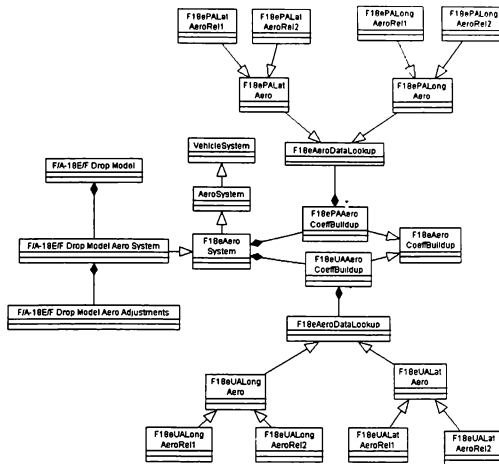 F18ePALat
AeroRel1
F18ePALat
AeroRel2
F18ePALong
AeroRel1
F18ePALong
AeroRel2
F18ePALat
Aero
F18ePALong
Aero
F18eAeroDataLookup
VehicleSystem
F/A-18E/F Drop Model
AeroSystem
F18ePAAero
CoeffBuildup
F/A-18E/F Drop Model Aero System
F18eAero
System
F18eAero
CoeffBuildup
F18eUAAero
CoeffBuildup
F/A-18E/F Drop Model Aero Adjustments
F18eAeroDataLookup
F18eUALong
Aero
F18eUALat
Aero
F18eUALong
AeroRel1
F18eUALong
AeroRel2
F18eUALat
AeroRel1
F18eUALat
AeroRel2